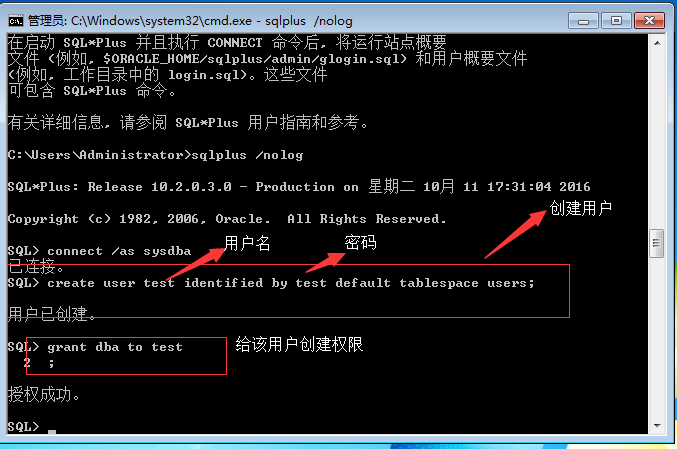 管理员: C:\Windows\system32\cmd.exe - sqlplus /nolog
在启动 SQL*Plus 并且执行 CONNECT 命令后, 将运行站点概要
文件 (例如, $ORACLE_HOME/sqlplus/admin/glogin.sql) 和用户概要文件
(例如, 工作目录中的 login.sql)。这些文件
可包含 SQL*Plus 命令。
有关详细信息, 请参阅 SQL*Plus 用户指南和参考。
C:\Users\Administrator>sqlplus /nolog
SQL*Plus: Release 10.2.0.3.0 - Production on 星期二 10月 11 17:31:04 2016
Copyright (c) 1982, 2006, Oracle.  All Rights Reserved.
创建用户
SQL> connect /as sysdba
用户名
密码
已连接。
SQL> create user test identified by test default tablespace users;
用户已创建。
SQL> grant dba to test
给该用户创建权限
2  ;
授权成功。
SQL>